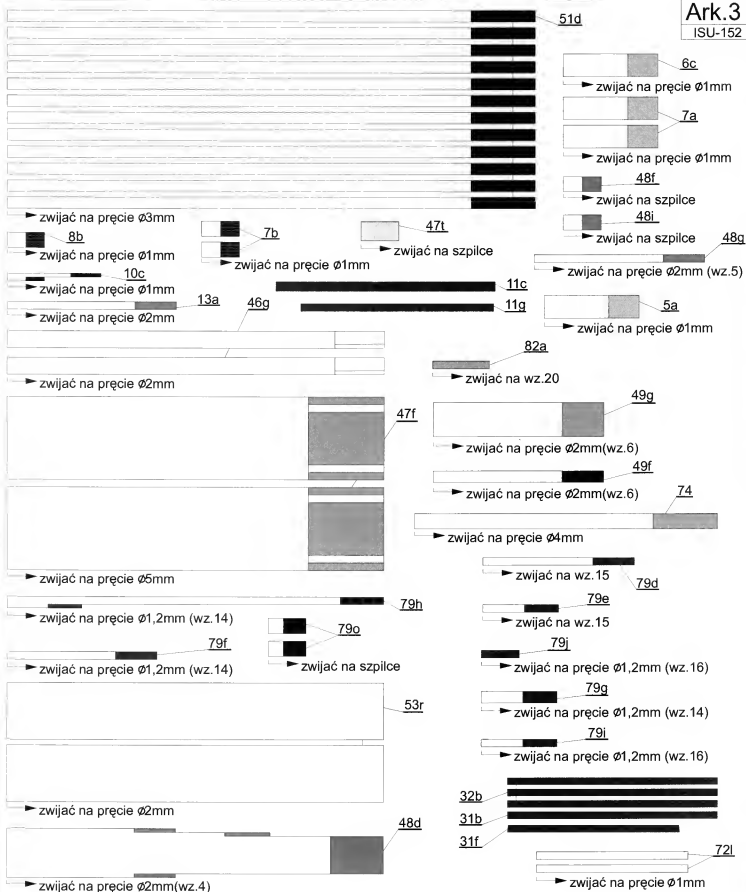 Ark.3
ISU-152
51d
zwijać na pręcie ø3mm
6c
zwijać na pręcie ø1mm
7a
zwijać na pręcie ø1mm
48f
zwijać na szpilce
48i
zwijać na szpilce
8b
zwijać na pręcie ø1mm
7b
zwijać na pręcie ø1mm
47t
zwijać na szpilce
48g
zwijać na pręcie ø2mm (wz.5)
10c
zwijać na pręcie ø1mm
11c
11g
13a
zwijać na pręcie ø2mm
46g
zwijać na pręcie ø2mm
5a
zwijać na pręcie ø1mm
82a
zwijać na wz.20
47f
zwijać na pręcie ø5mm
49g
zwijać na pręcie ø2mm(wz.6)
49f
zwijać na pręcie ø2mm(wz.6)
74
zwijać na pręcie ø4mm
zwijać na wz.15
79d
79h
zwijać na pręcie ø1,2mm (wz.14)
79e
zwijać na wz.15
79f
zwijać na pręcie ø1,2mm (wz.14)
79o
zwijać na szpilce
79j
zwijać na pręcie ø1,2mm (wz.16)
53r
zwijać na pręcie ø2mm
79g
zwijać na pręcie ø1,2mm (wz.14)
79i
zwijać na pręcie ø1,2mm (wz.16)
32b
31b
31f
48d
zwijać na pręcie ø2mm(wz.4)
72l
zwijać na pręcie ø1mm